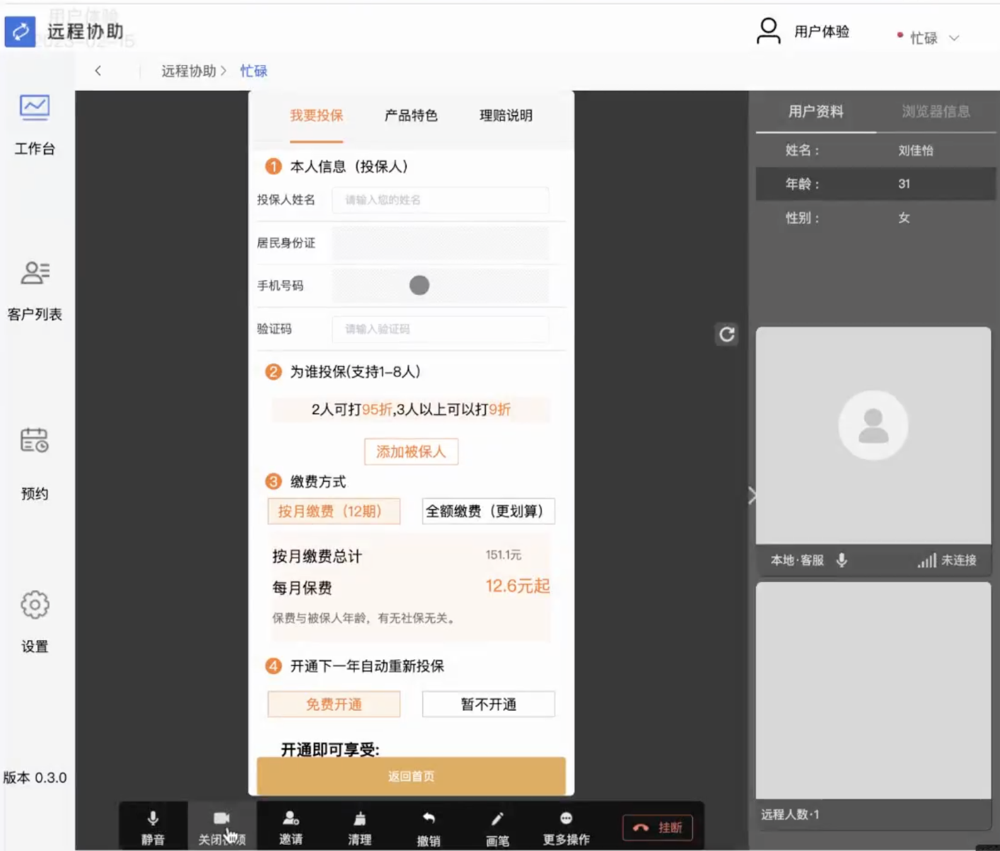 用户体验
远程协助
2023-02-15
用户体验
忙碌
远程协助
忙碌
工作台
客户列表
预约
设置
版本 0.3.0
我要投保 产品特色 理赔说明
1 本人信息（投保人）
投保人姓名 请输入您的姓名
居民身份证
手机号码
验证码 请输入验证码
2 为谁投保(支持1-8人)
2人可打95折,3人以上可以打9折
添加被保人
3 缴费方式
按月缴费（12期） 全额缴费（更划算）
按月缴费总计 151.1元
每月保费 12.6元起
保费与被保人年龄，有无社保无关。
4 开通下一年自动重新投保
免费开通 暂不开通
开通即可享受:
返回首页
静音 关闭视频 邀请 清理 撤销 画笔 更多操作 挂断
用户资料 浏览器信息
姓名： 刘佳怡
年龄： 31
性别： 女
本地·客服 未连接
远程人数·1